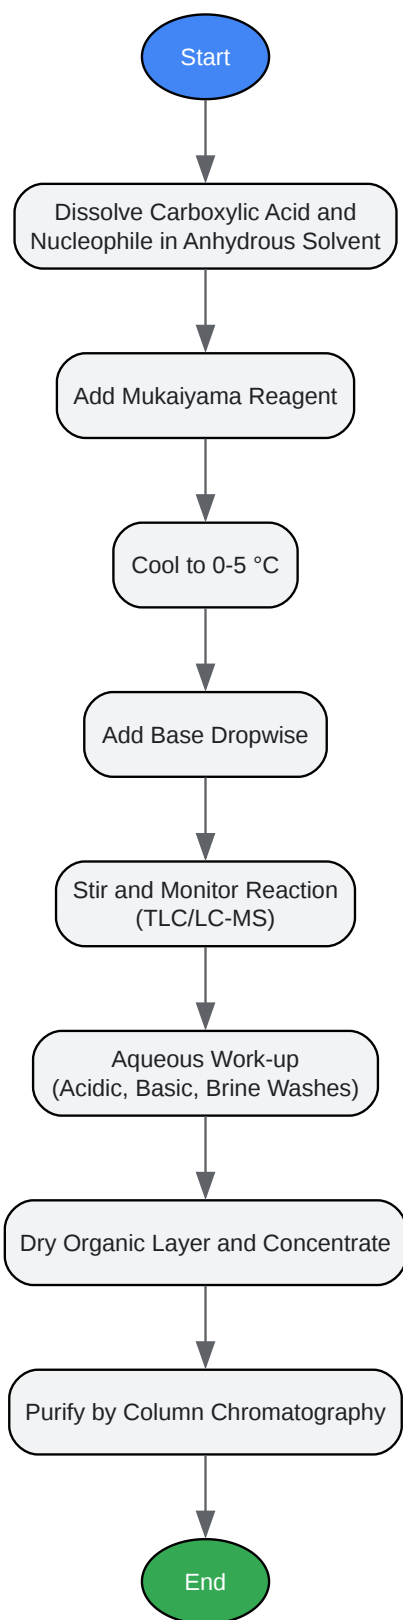 Start
Dissolve Carboxylic Acid and
Nucleophile in Anhydrous Solvent
Add Mukaiyama Reagent
Cool to 0-5 °C
Add Base Dropwise
Stir and Monitor Reaction
(TLC/LC-MS)
Aqueous Work-up
(Acidic, Basic, Brine Washes)
Dry Organic Layer and Concentrate
Purify by Column Chromatography
End